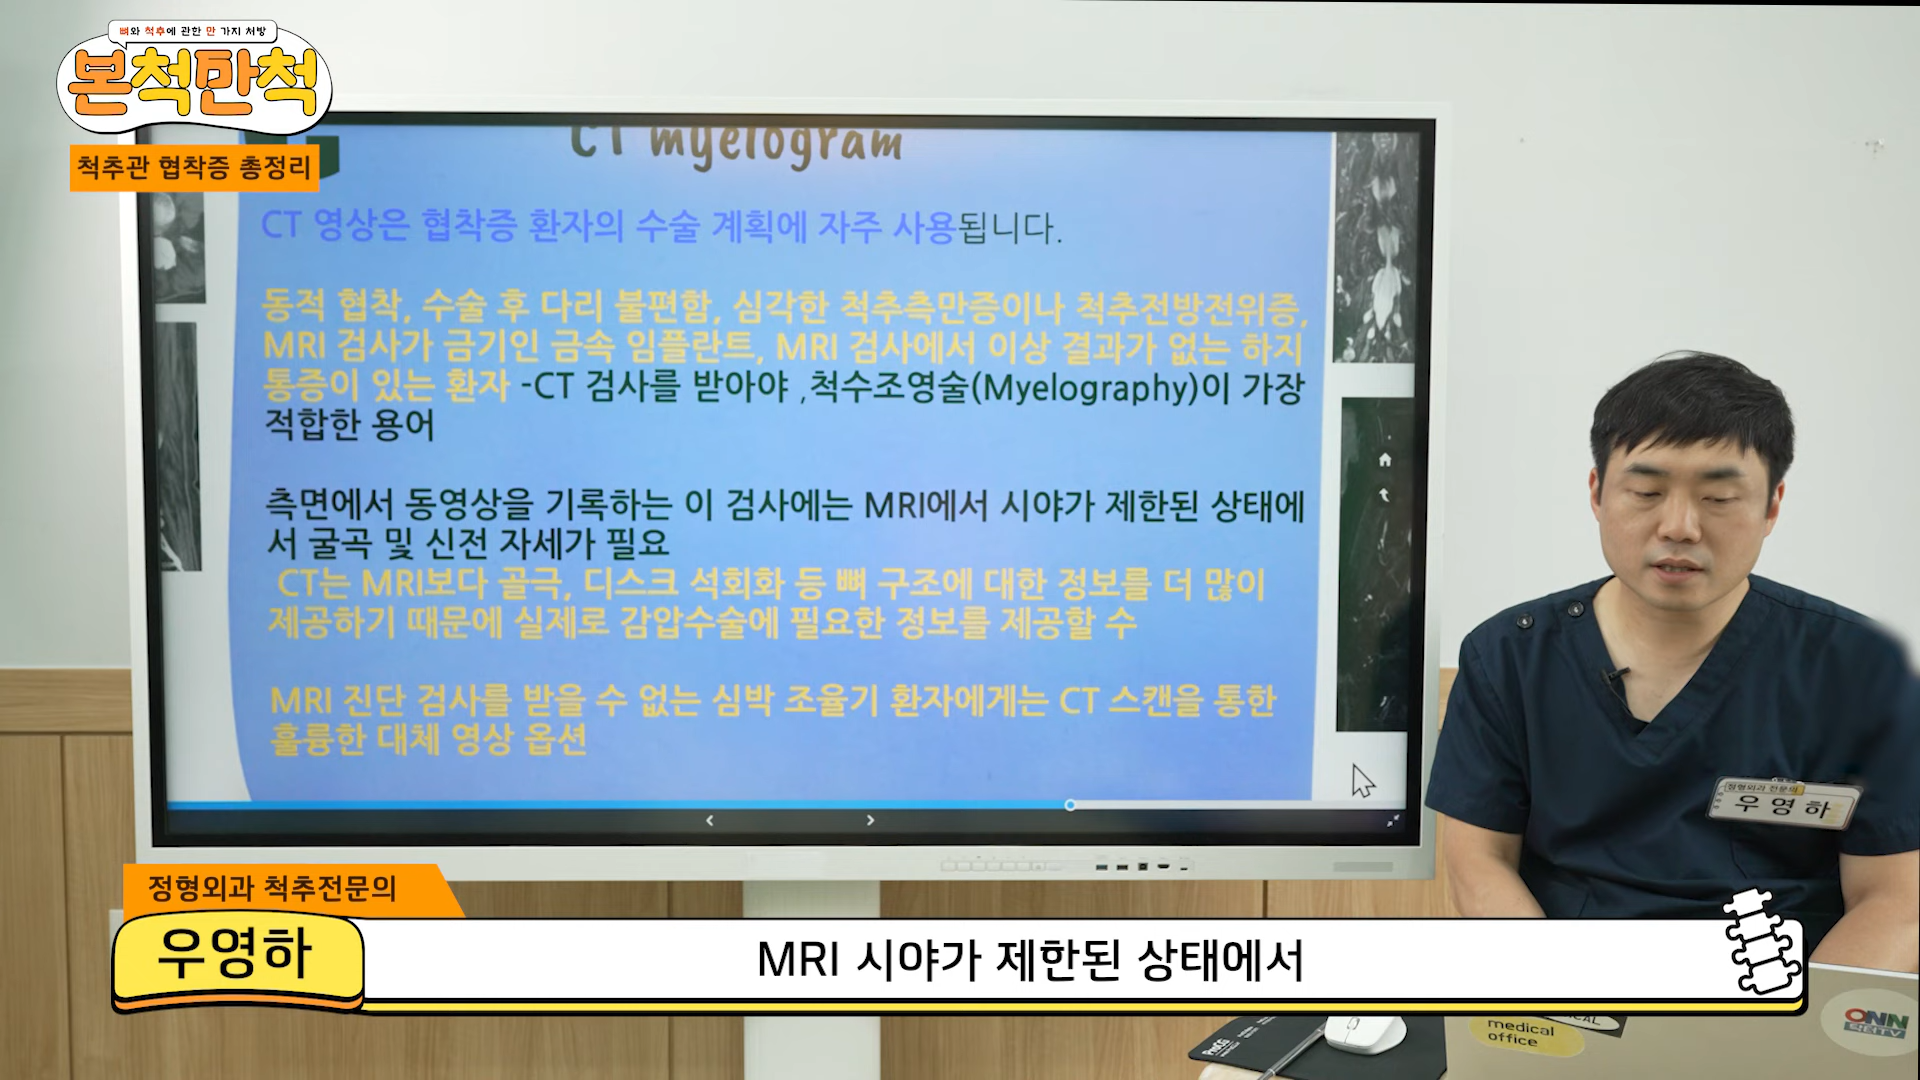 뼈와 척추에 관한 만 가지 처방
본척만척
척추관 협착증 총정리
CT myelogram
CT 영상은 협착증 환자의 수술 계획에 자주 사용됩니다.
동적 협착, 수술 후 다리 불편함, 심각한 척추측만증이나 척추전방전위증,
MRI 검사가 금기인 금속 임플란트, MRI 검사에서 이상 결과가 없는 하지
통증이 있는 환자 -CT 검사를 받아야 ,척수조영술(Myelography)이 가장
적합한 용어
측면에서 동영상을 기록하는 이 검사에는 MRI에서 시야가 제한된 상태에
서 굴곡 및 신전 자세가 필요
CT는 MRI보다 골극, 디스크 석회화 등 뼈 구조에 대한 정보를 더 많이
제공하기 때문에 실제로 감압수술에 필요한 정보를 제공할 수
MRI 진단 검사를 받을 수 없는 심박 조율기 환자에게는 CT 스캔을 통한
훌륭한 대체 영상 옵션
정형외과 전문의
우영하
정형외과 척추전문의
우영하
MRI 시야가 제한된 상태에서
medical
office
ONN